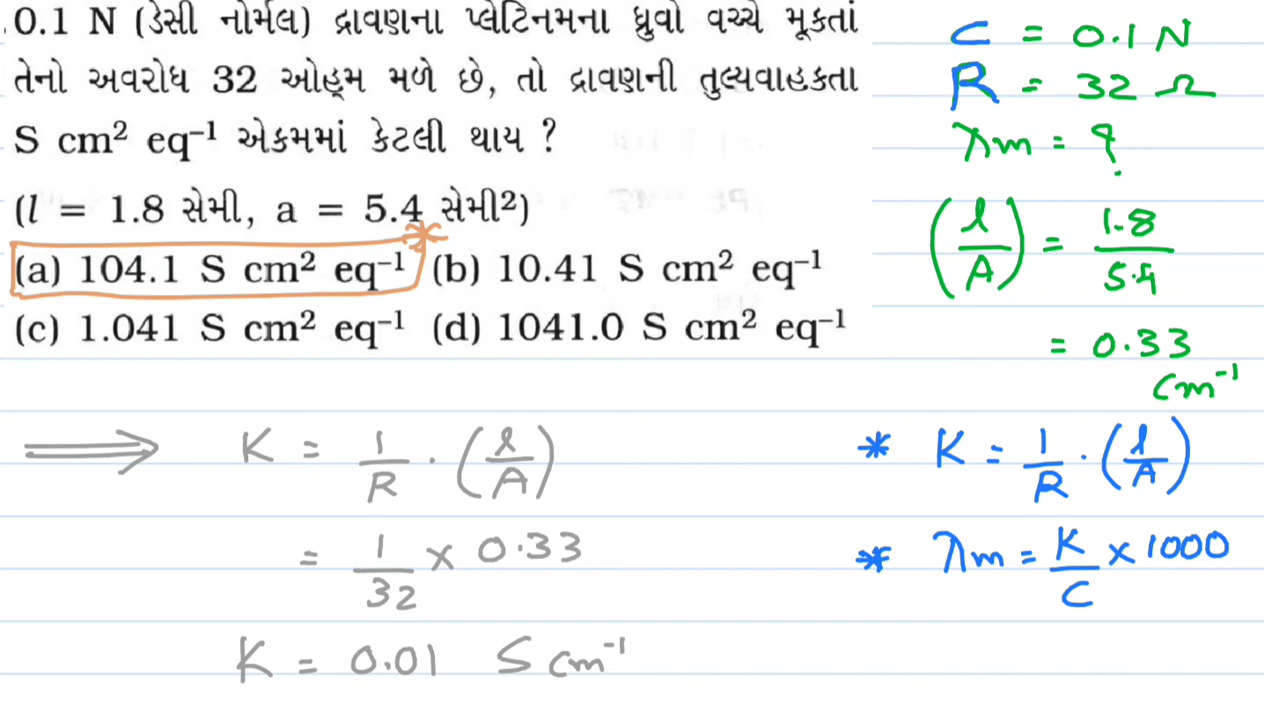 .0.1 N (ડેસી નોર્મલ) દ્રાવણના પ્લેટિનમના ધ્રુવો વચ્ચે મૂકતાં
તેનો અવરોધ 32 ઓહ્મ મળે છે, તો દ્રાવણની તુલ્યવાહકતા
S cm² eq⁻¹ એકમમાં કેટલી થાય ?
(l = 1.8 સેમી, a = 5.4 સેમી²)
(a) 104.1 S cm² eq⁻¹ (b) 10.41 S cm² eq⁻¹
(c) 1.041 S cm² eq⁻¹ (d) 1041.0 S cm² eq⁻¹
C = 0.1 N
R = 32 Ω
λm = ?
(l/A) = 1.8/5.4
= 0.33
cm⁻¹
⟹ K = 1/R · (l/A)
= 1/32 × 0.33
K = 0.01 S cm⁻¹
* K = 1/R · (l/A)
* λm = K/C × 1000